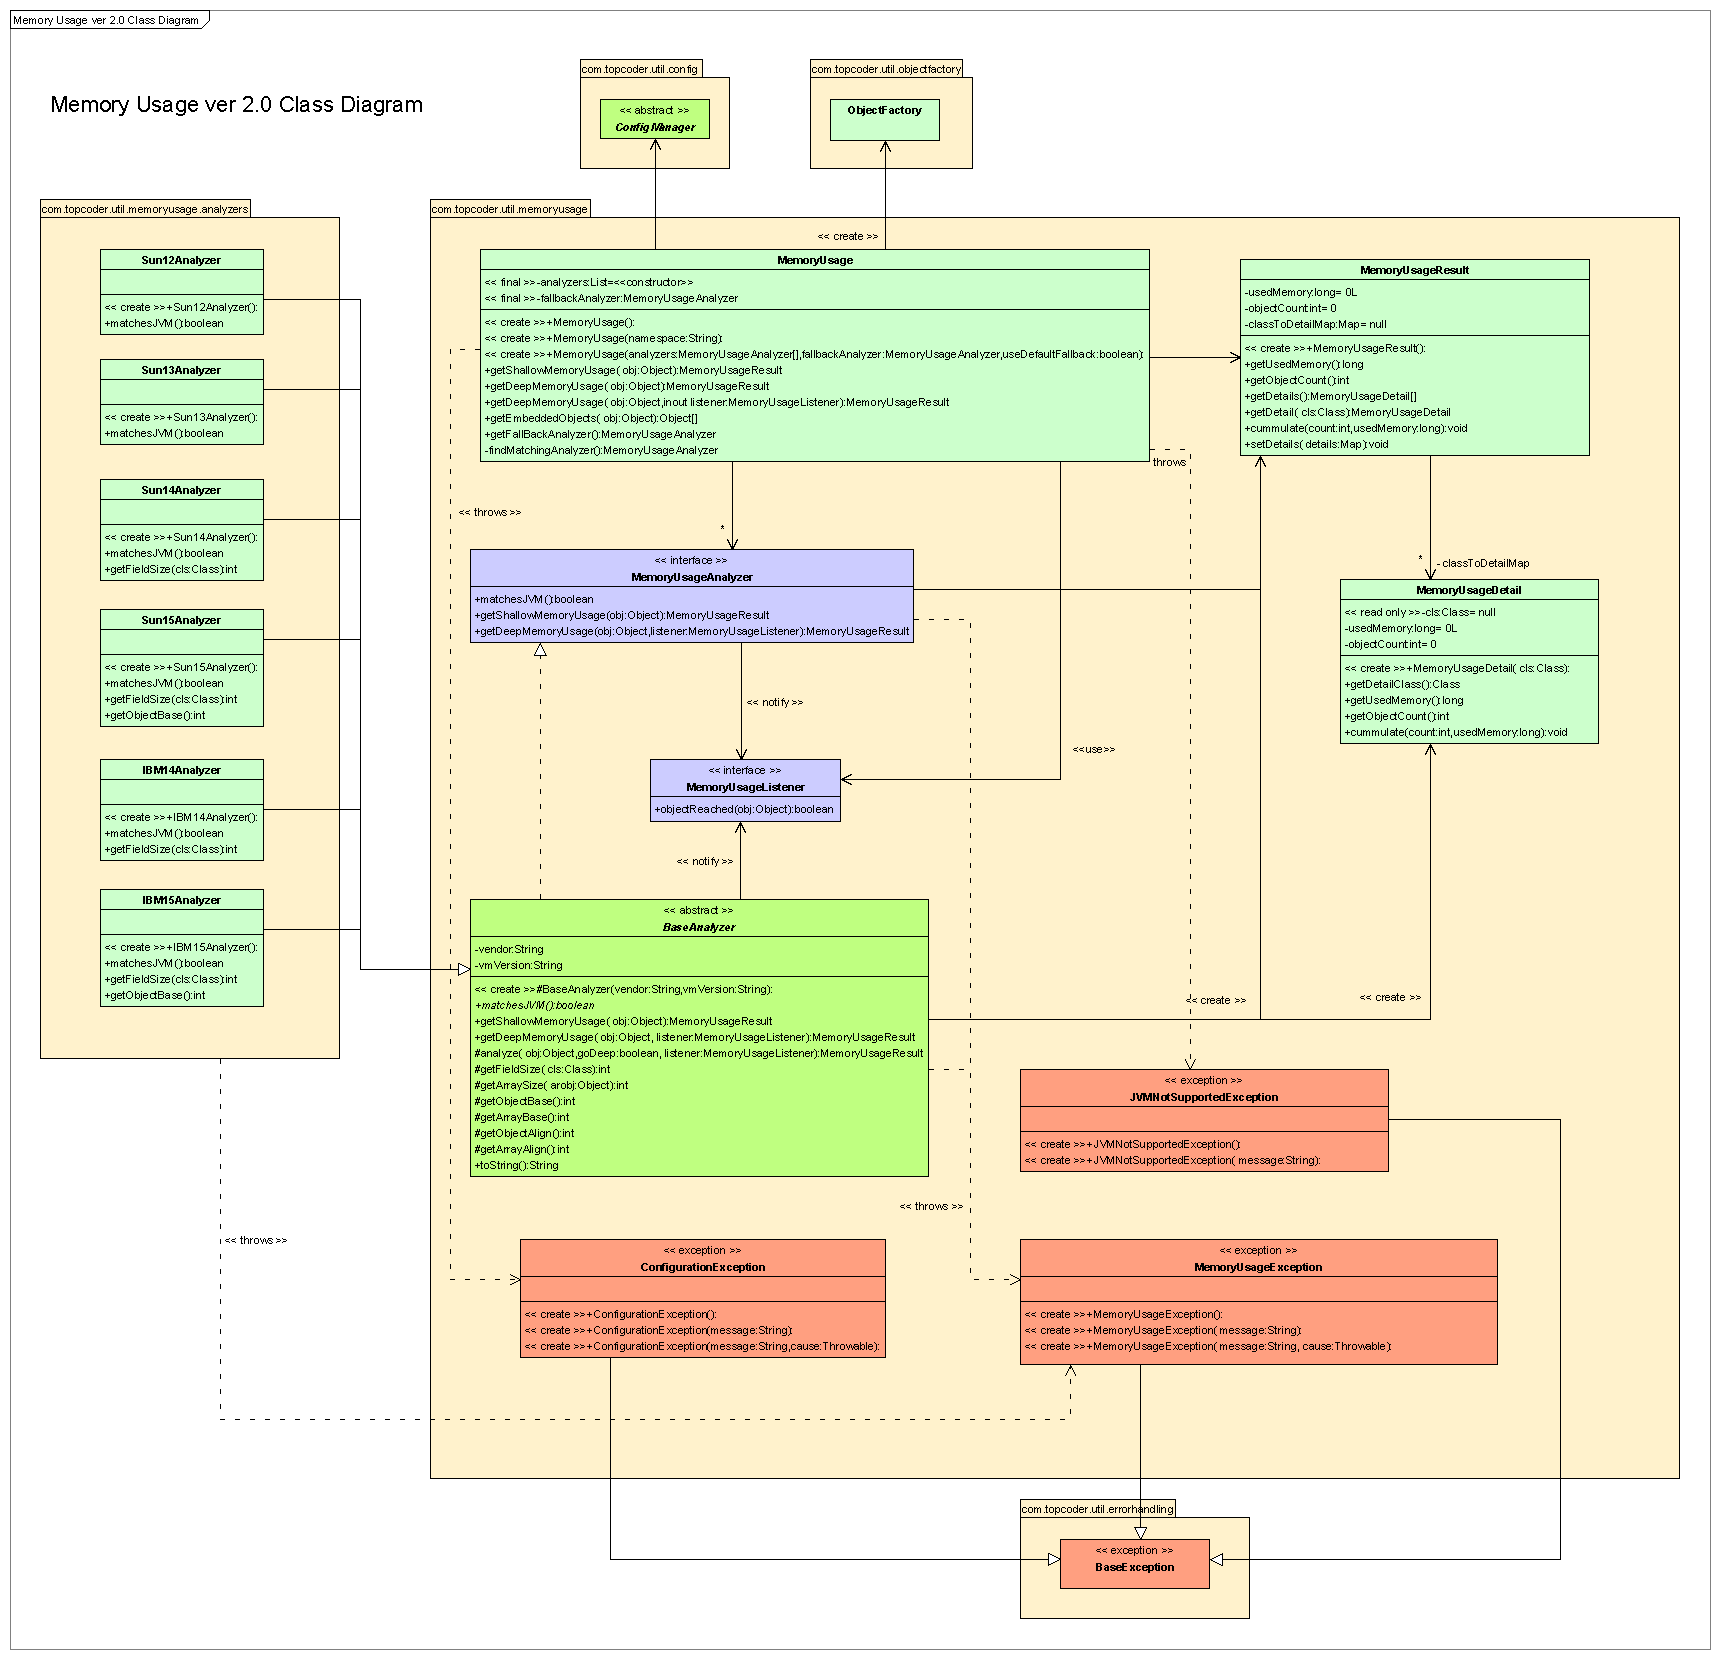 Memory Usage ver 2.0 Class Diagram
Memory Usage ver 2.0 Class Diagram
com.topcoder.util.config
<< abstract >>
ConfigManager
com.topcoder.util.objectfactory
ObjectFactory
com.topcoder.util.memoryusage.analyzers
Sun12Analyzer
<< create >>+Sun12Analyzer():
+matchesJVM():boolean
Sun13Analyzer
<< create >>+Sun13Analyzer():
+matchesJVM():boolean
Sun14Analyzer
<< create >>+Sun14Analyzer():
+matchesJVM():boolean
+getFieldSize(cls:Class):int
Sun15Analyzer
<< create >>+Sun15Analyzer():
+matchesJVM():boolean
+getFieldSize(cls:Class):int
+getObjectBase():int
IBM14Analyzer
<< create >>+IBM14Analyzer():
+matchesJVM():boolean
+getFieldSize(cls:Class):int
IBM15Analyzer
<< create >>+IBM15Analyzer():
+matchesJVM():boolean
+getFieldSize(cls:Class):int
+getObjectBase():int
<< throws >>
com.topcoder.util.memoryusage
<< create >>
MemoryUsage
<< final >>-analyzers:List=<<constructor>>
<< final >>-fallbackAnalyzer:MemoryUsageAnalyzer
<< create >>+MemoryUsage():
<< create >>+MemoryUsage(namespace:String):
<< create >>+MemoryUsage(analyzers:MemoryUsageAnalyzer[],fallbackAnalyzer:MemoryUsageAnalyzer,useDefaultFallback:boolean):
+getShallowMemoryUsage( obj:Object):MemoryUsageResult
+getDeepMemoryUsage( obj:Object):MemoryUsageResult
+getDeepMemoryUsage( obj:Object,inout listener:MemoryUsageListener):MemoryUsageResult
+getEmbeddedObjects( obj:Object):Object[]
+getFallBackAnalyzer():MemoryUsageAnalyzer
-findMatchingAnalyzer():MemoryUsageAnalyzer
MemoryUsageResult
-usedMemory:long= 0L
-objectCount:int= 0
-classToDetailMap:Map= null
<< create >>+MemoryUsageResult():
+getUsedMemory():long
+getObjectCount():int
+getDetails():MemoryUsageDetail[]
+getDetail( cls:Class):MemoryUsageDetail
+cummulate(count:int,usedMemory:long):void
+setDetails( details:Map):void
throws
<< throws >>
*
*
-classToDetailMap
<< interface >>
MemoryUsageAnalyzer
+matchesJVM():boolean
+getShallowMemoryUsage(obj:Object):MemoryUsageResult
+getDeepMemoryUsage(obj:Object,listener:MemoryUsageListener):MemoryUsageResult
MemoryUsageDetail
<< read only >>-cls:Class= null
-usedMemory:long= 0L
-objectCount:int= 0
<< create >>+MemoryUsageDetail( cls:Class):
+getDetailClass():Class
+getUsedMemory():long
+getObjectCount():int
+cummulate(count:int,usedMemory:long):void
<< notify >>
<<use>>
<< interface >>
MemoryUsageListener
+objectReached(obj:Object):boolean
<< notify >>
<< abstract >>
BaseAnalyzer
-vendor:String
-vmVersion:String
<< create >>#BaseAnalyzer(vendor:String,vmVersion:String):
+matchesJVM():boolean
+getShallowMemoryUsage( obj:Object):MemoryUsageResult
+getDeepMemoryUsage( obj:Object, listener:MemoryUsageListener):MemoryUsageResult
#analyze( obj:Object,goDeep:boolean, listener:MemoryUsageListener):MemoryUsageResult
#getFieldSize( cls:Class):int
#getArraySize( arobj:Object):int
#getObjectBase():int
#getArrayBase():int
#getObjectAlign():int
#getArrayAlign():int
+toString():String
<< create >>
<< create >>
<< exception >>
JVMNotSupportedException
<< create >>+JVMNotSupportedException():
<< create >>+JVMNotSupportedException( message:String):
<< throws >>
<< exception >>
ConfigurationException
<< create >>+ConfigurationException():
<< create >>+ConfigurationException(message:String):
<< create >>+ConfigurationException(message:String,cause:Throwable):
<< exception >>
MemoryUsageException
<< create >>+MemoryUsageException():
<< create >>+MemoryUsageException( message:String):
<< create >>+MemoryUsageException( message:String, cause:Throwable):
com.topcoder.util.errorhandling
<< exception >>
BaseException